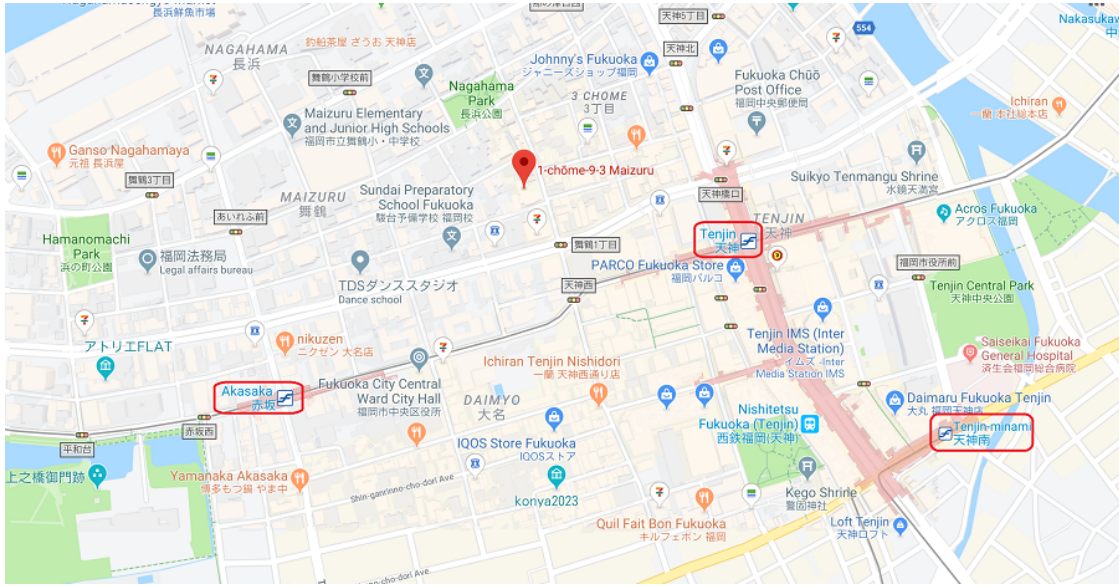 長浜鮮魚市場
釣船茶屋 ざうお 天神店
NAGAHAMA
長浜
天神5丁目
554
Nakasukaw
中
Johnny's Fukuoka
ジャニーズショップ福岡
天神北
Fukuoka Chūō
Post Office
福岡中央郵便局
舞鶴小学校前
Nagahama
Park
長浜公園
3 CHOME
3丁目
Ichiran
一蘭 本社総本店
Maizuru Elementary
and Junior High Schools
福岡市立舞鶴小・中学校
Ganso Nagahamaya
元祖 長浜屋
1-chōme-9-3 Maizuru
Suikyo Tenmangu Shrine
水鏡天満宮
舞鶴3丁目
MAIZURU
舞鶴
Sundai Preparatory
School Fukuoka
駿台予備学校 福岡校
天神橋口
あいれふ前
TENJIN
天神
Acros Fukuoka
アクロス福岡
Tenjin
天神
Hamanomachi
Park
浜の町公園
福岡法務局
Legal affairs bureau
舞鶴1丁目
PARCO Fukuoka Store
福岡パルコ
福岡市役所前
TDSダンススタジオ
Dance school
天神西
Tenjin Central Park
天神中央公園
Tenjin IMS (Inter
Media Station)
イムズ -Inter
Media Station IMS
Saiseikai Fukuoka
General Hospital
済生会福岡総合病院
アトリエFLAT
nikuzen
ニクゼン 大名店
Ichiran Tenjin Nishidori
一蘭 天神西通り店
Akasaka
赤坂
Fukuoka City Central
Ward City Hall
福岡市中央区役所
DAIMYO
大名
Daimaru Fukuoka Tenjin
大丸 福岡天神店
Nishitetsu
Fukuoka (Tenjin)
西鉄福岡(天神)
Tenjin-minami
天神南
赤坂西
平和台
IQOS Store Fukuoka
IQOSストア
上之橋御門跡
Yamanaka Akasaka
博多もつ鍋 やま中
Shin-ganrinno-cho-dori Ave
konya2023
Kego Shrine
警固神社
Quil Fait Bon Fukuoka
キルフェボン 福岡
Loft Tenjin
天神ロフト
Kokutai-doro Ave